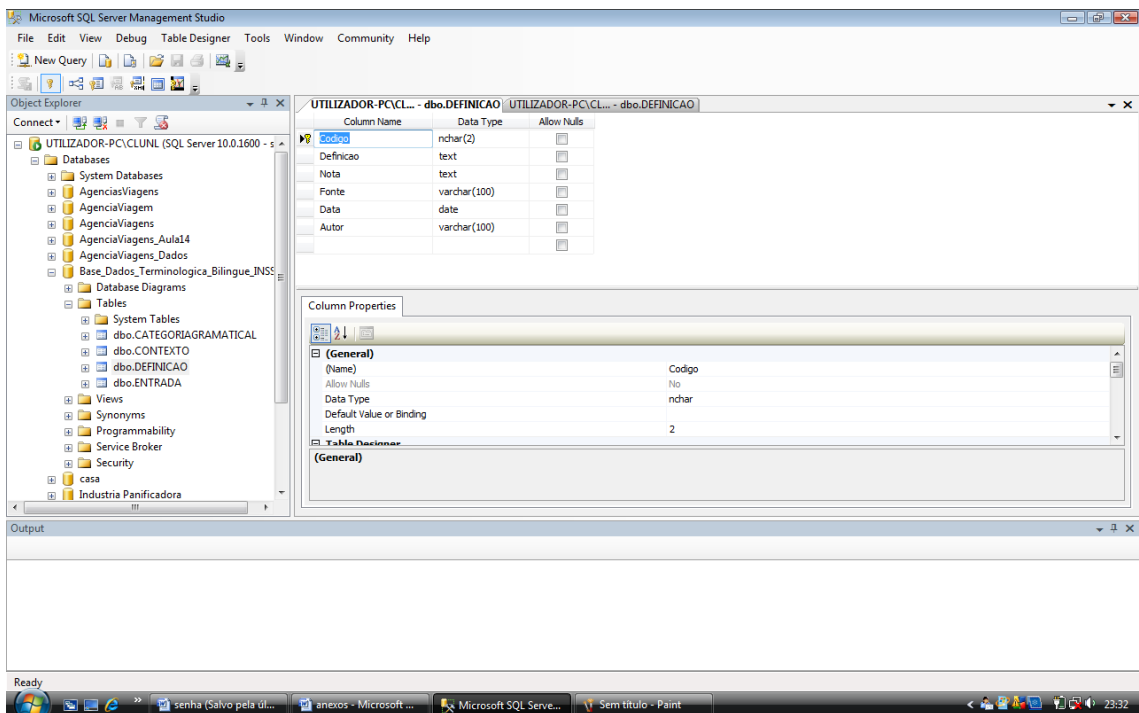 Microsoft SQL Server Management Studio
File Edit View Debug Table Designer Tools Window Community Help
New Query
Object Explorer
Connect
UTILIZADOR-PC\CLUNL (SQL Server 10.0.1600 - s
Databases
System Databases
AgenciasViagens
AgenciaViagem
AgenciaViagens
AgenciaViagens_Aula14
AgenciaViagens_Dados
Base_Dados_Terminologica_Bilingue_INSS
Database Diagrams
Tables
System Tables
dbo.CATEGORIAGRAMATICAL
dbo.CONTEXTO
dbo.DEFINICAO
dbo.ENTRADA
Views
Synonyms
Programmability
Service Broker
Security
casa
Industria Panificadora
UTILIZADOR-PC\CL... - dbo.DEFINICAO UTILIZADOR-PC\CL... - dbo.DEFINICAO
Column Name Data Type Allow Nulls
Codigo nchar(2)
Definicao text
Nota text
Fonte varchar(100)
Data date
Autor varchar(100)
Column Properties
(General)
(Name) Codigo
Allow Nulls No
Data Type nchar
Default Value or Binding
Length 2
Table Designer
(General)
Output
Ready
senha (Salvo pela úl... anexos - Microsoft ... Microsoft SQL Serve... Sem título - Paint 23:32